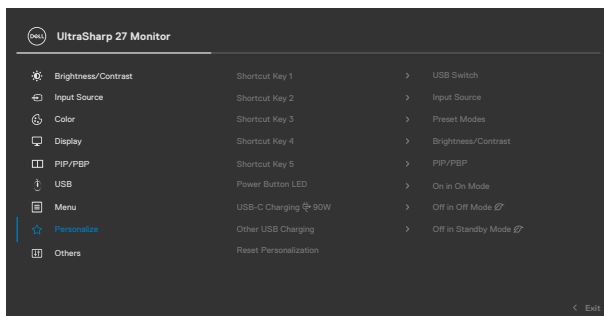 DELL UltraSharp 27 Monitor
Brightness/Contrast Shortcut Key 1 > USB Switch
Input Source Shortcut Key 2 > Input Source
Color Shortcut Key 3 > Preset Modes
Display Shortcut Key 4 > Brightness/Contrast
PIP/PBP Shortcut Key 5 > PIP/PBP
USB Power Button LED > On in On Mode
Menu USB-C Charging 90W > Off in Off Mode
Personalize Other USB Charging > Off in Standby Mode
Others Reset Personalization
< Exit